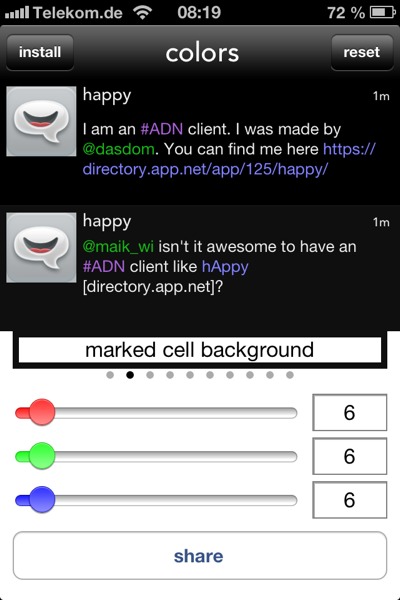 Telekom.de 08:19 72 %
install colors reset
happy 1m
I am an #ADN client. I was made by
@dasdom. You can find me here https://
directory.app.net/app/125/happy/
happy 1m
@maik_wi isn't it awesome to have an
#ADN client like hAppy
[directory.app.net]?
marked cell background
6
6
6
share